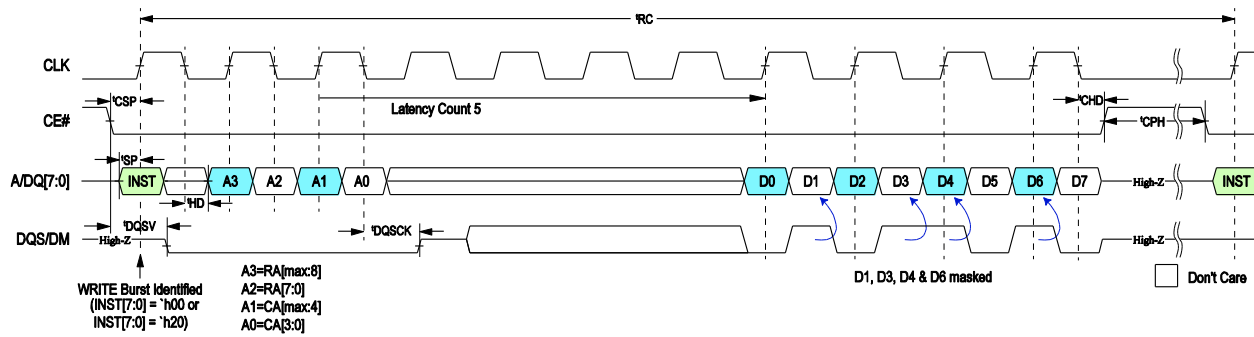 tRC
CLK
tCSP
Latency Count 5
tCHD
CE#
tCPH
tSP
A/DQ[7:0]
INST
A3
A2
A1
A0
D0
D1
D2
D3
D4
D5
D6
D7
High-Z
INST
tHD
tDQSV
tDQSCK
DQS/DM
High-Z
High-Z
A3=RA[max:8]
A2=RA[7:0]
A1=CA[max:4]
A0=CA[3:0]
D1, D3, D4 & D6 masked
Don't Care
WRITE Burst Identified
(INST[7:0] = `h00 or
INST[7:0] = `h20)